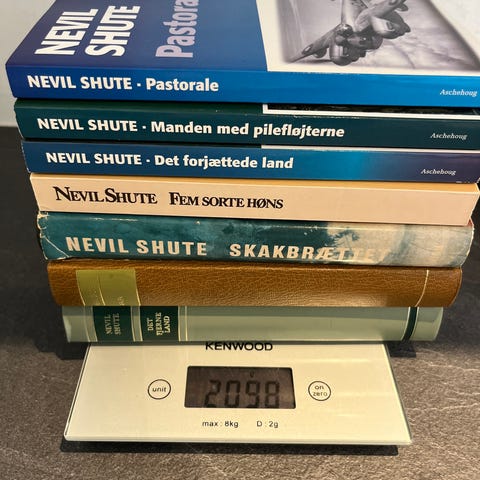 NEVIL
SHUTE
Pastorale
NEVIL SHUTE · Pastorale
Aschehoug
NEVIL SHUTE · Manden med pilefløjterne
Aschehoug
NEVIL SHUTE · Det forjættede land
Aschehoug
NEVIL SHUTE FEM SORTE HØNS
NEVIL SHUTE SKAKBRÆTTET
NEVIL
SHUTE
DET
FJERNE
LAND
KENWOOD
unit
2098
on
zero
max: 8kg D: 2g